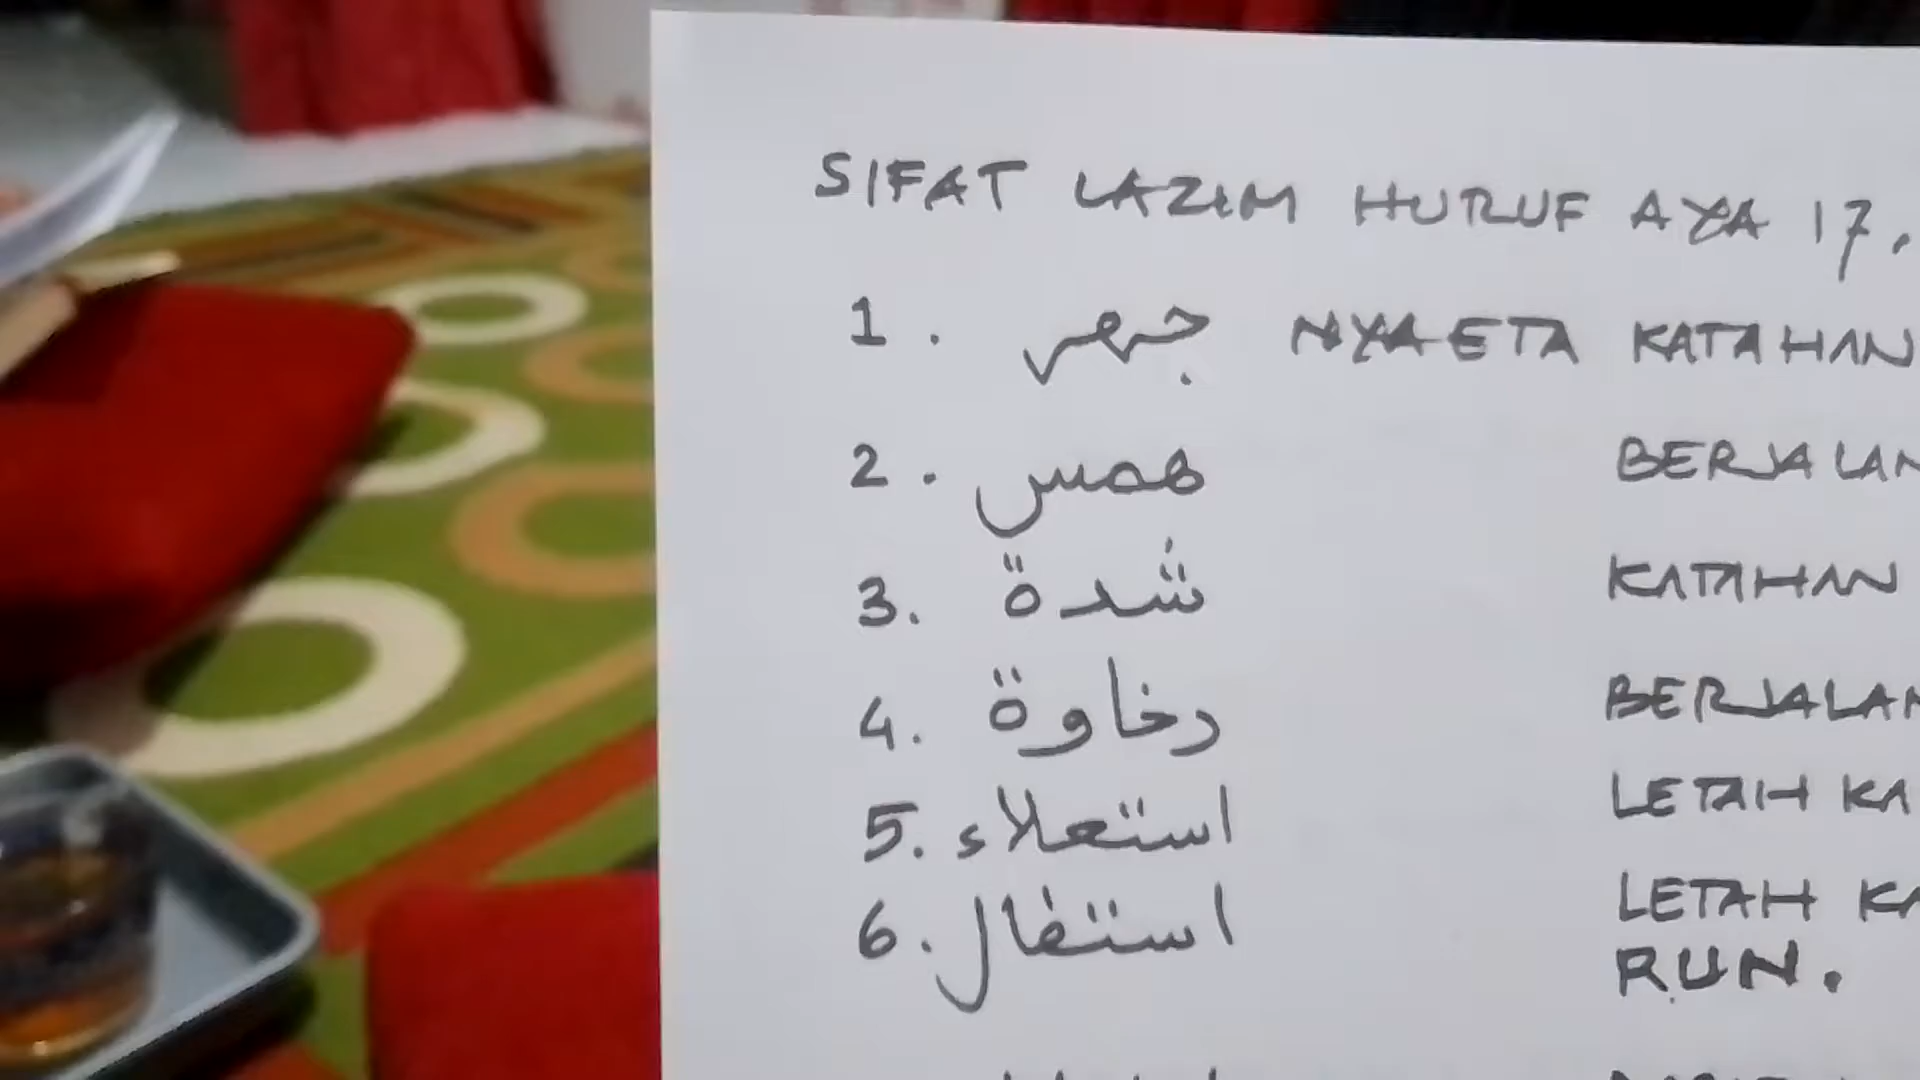 SIFAT LAZIM HURUF AYA 17.
1. جهر NYAETA KATAHAN
2. همس BERJALAN
3. شدة KATAHAN
4. رخاوة BERJALAN
5. استعلاء LETAH KA
6. استفال LETAH KA
RUN.